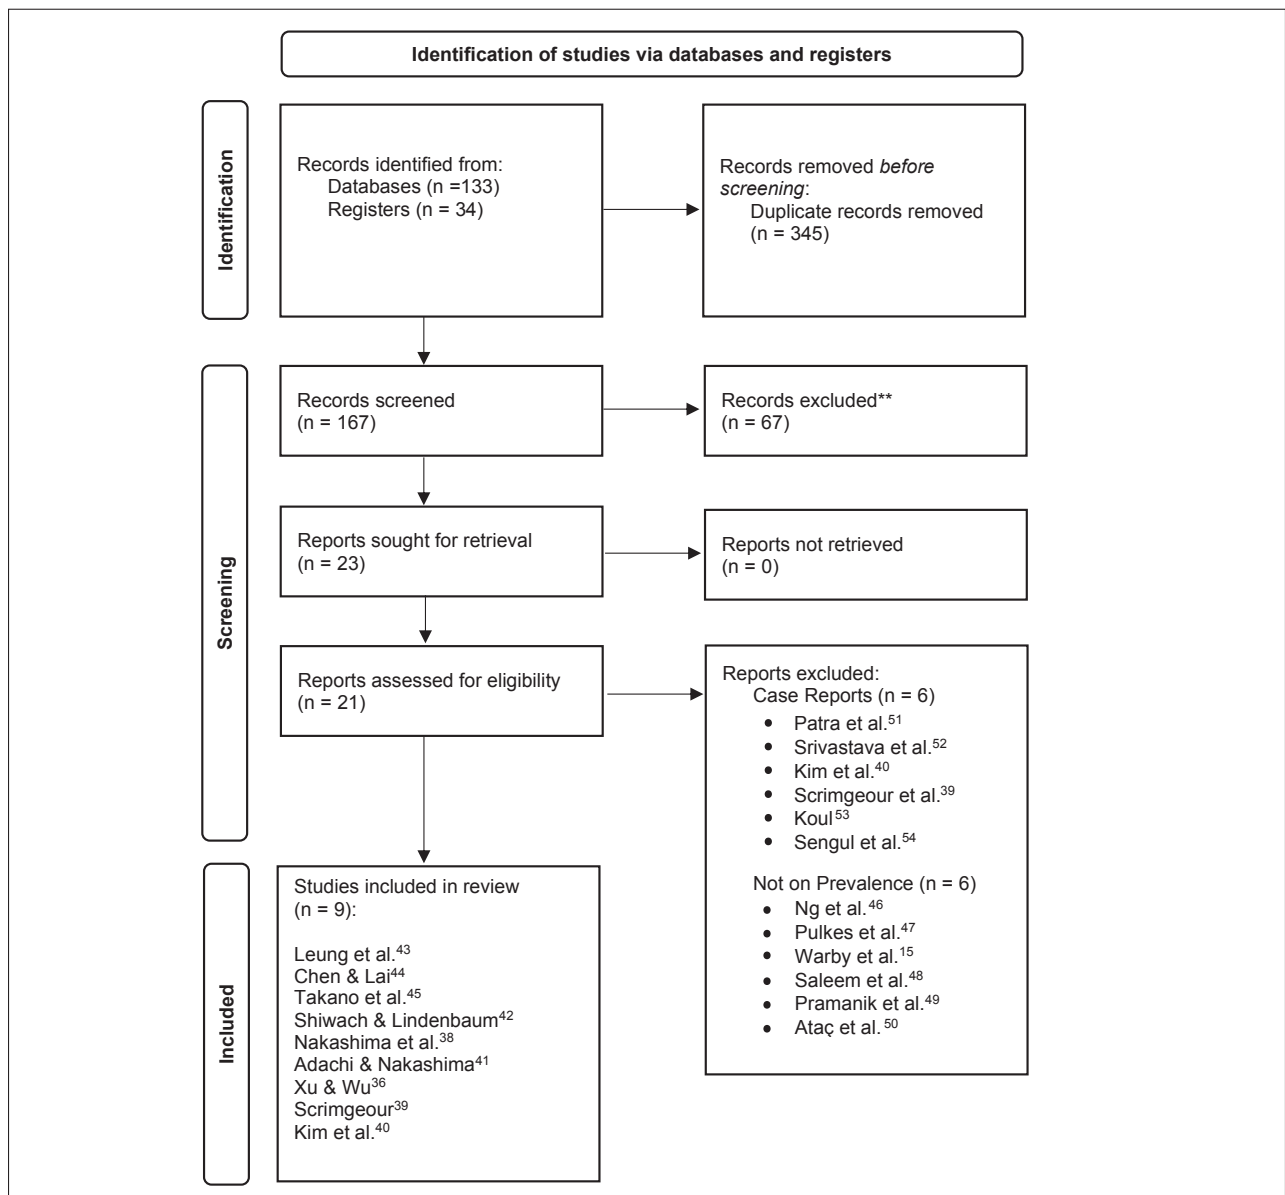 Identification of studies via databases and registers
Identification
Records identified from:
Databases (n =133)
Registers (n = 34)
Records removed before
screening:
Duplicate records removed
(n = 345)
Screening
Records screened
(n = 167)
Records excluded**
(n = 67)
Reports sought for retrieval
(n = 23)
Reports not retrieved
(n = 0)
Reports assessed for eligibility
(n = 21)
Reports excluded:
Case Reports (n = 6)
• Patra et al.51
• Srivastava et al.52
• Kim et al.40
• Scrimgeour et al.39
• Koul53
• Sengul et al.54
Not on Prevalence (n = 6)
• Ng et al.46
• Pulkes et al.47
• Warby et al.15
• Saleem et al.48
• Pramanik et al.49
• Ataç et al.50
Included
Studies included in review
(n = 9):
Leung et al.43
Chen & Lai44
Takano et al.45
Shiwach & Lindenbaum42
Nakashima et al.38
Adachi & Nakashima41
Xu & Wu36
Scrimgeour39
Kim et al.40